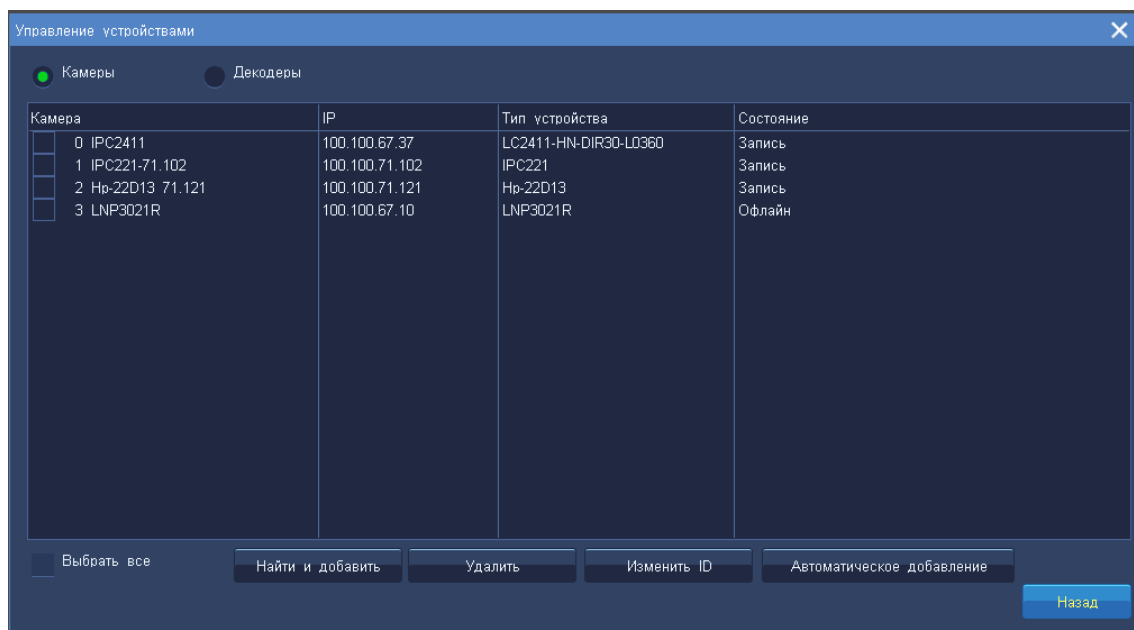 Управление устройствами
Камеры Декодеры
Камера IP Тип устройства Состояние
0 IPC2411 100.100.67.37 LC2411-HN-DIR30-L0360 Запись
1 IPC221-71.102 100.100.71.102 IPC221 Запись
2 Hp-22D13 71.121 100.100.71.121 Hp-22D13 Запись
3 LNP3021R 100.100.67.10 LNP3021R Офлайн
Выбрать все Найти и добавить Удалить Изменить ID Автоматическое добавление
Назад